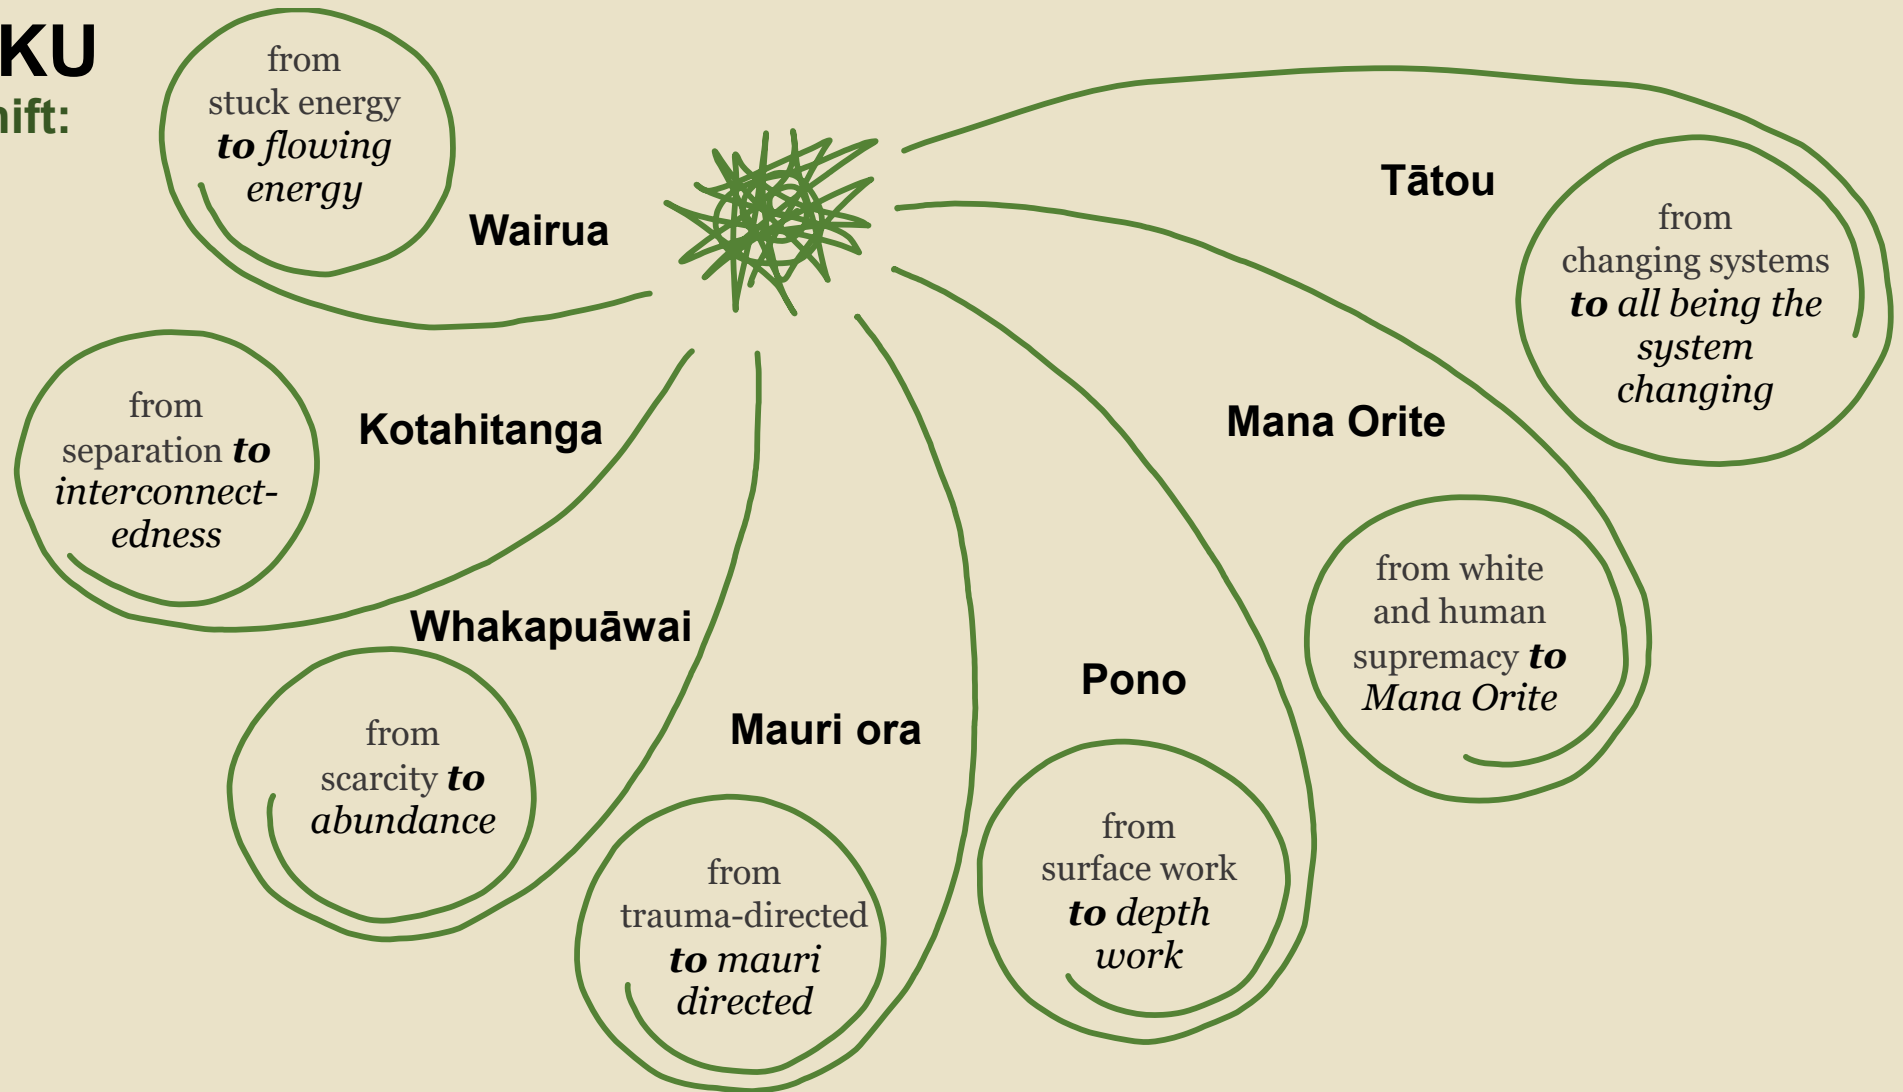 KU
hift:
from
stuck energy
to flowing
energy
Wairua
from
separation to
interconnect-
edness
Kotahitanga
from
scarcity to
abundance
Whakapuāwai
from
trauma-directed
to mauri
directed
Mauri ora
from
surface work
to depth
work
Pono
from white
and human
supremacy to
Mana Orite
Mana Orite
from
changing systems
to all being the
system
changing
Tātou